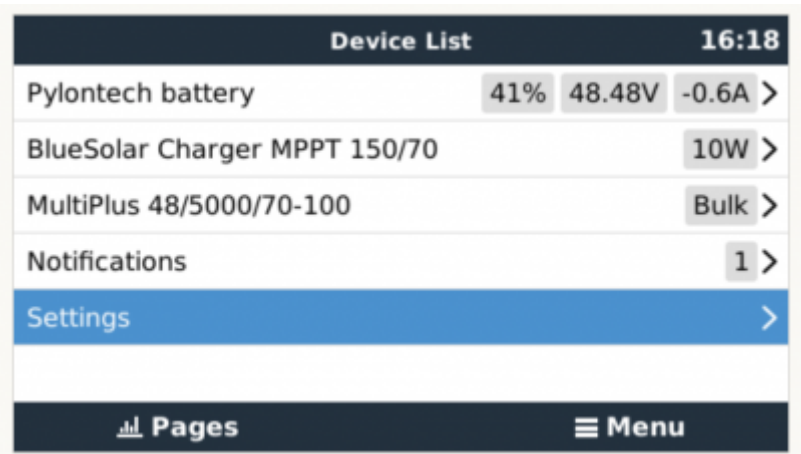 Device List 16:18
Pylontech battery 41% 48.48V -0.6A
BlueSolar Charger MPPT 150/70 10W
MultiPlus 48/5000/70-100 Bulk
Notifications 1
Settings
Pages Menu